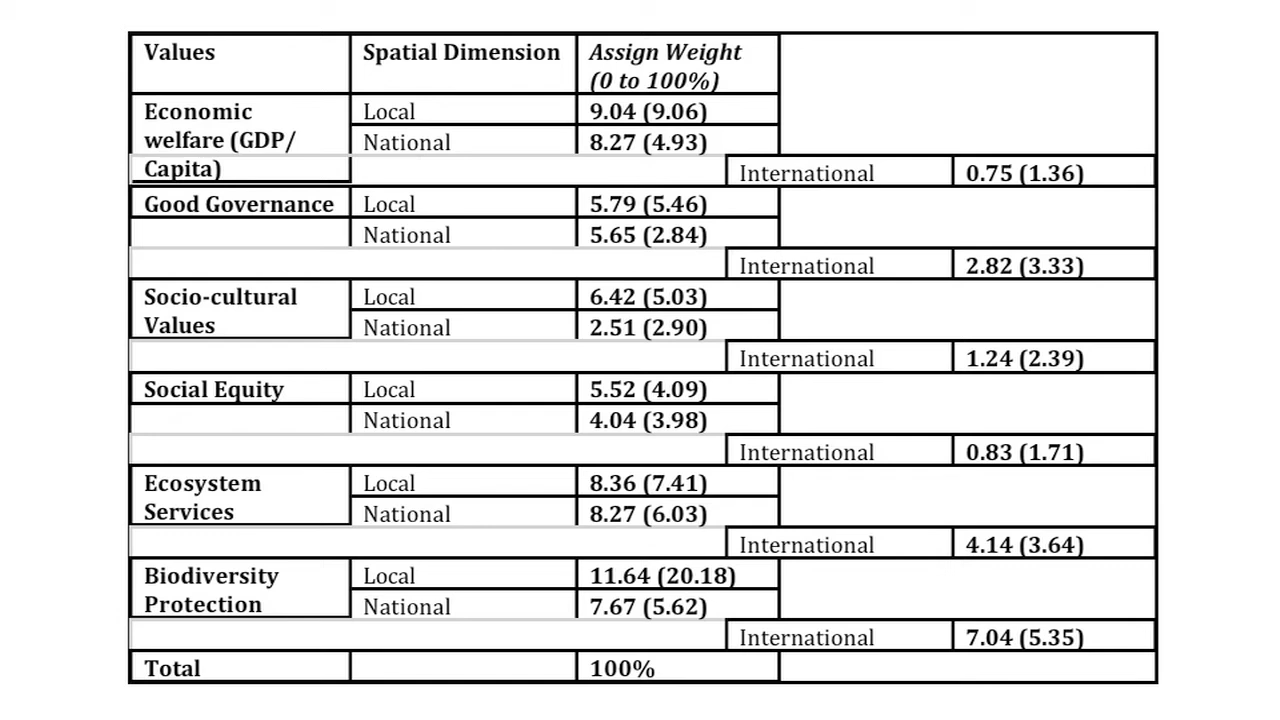 Values Spatial Dimension Assign Weight
(0 to 100%)
Economic Local 9.04 (9.06)
welfare (GDP/ National 8.27 (4.93)
Capita) International 0.75 (1.36)
Good Governance Local 5.79 (5.46)
National 5.65 (2.84)
International 2.82 (3.33)
Socio-cultural Local 6.42 (5.03)
Values National 2.51 (2.90)
International 1.24 (2.39)
Social Equity Local 5.52 (4.09)
National 4.04 (3.98)
International 0.83 (1.71)
Ecosystem Local 8.36 (7.41)
Services National 8.27 (6.03)
International 4.14 (3.64)
Biodiversity Local 11.64 (20.18)
Protection National 7.67 (5.62)
International 7.04 (5.35)
Total 100%